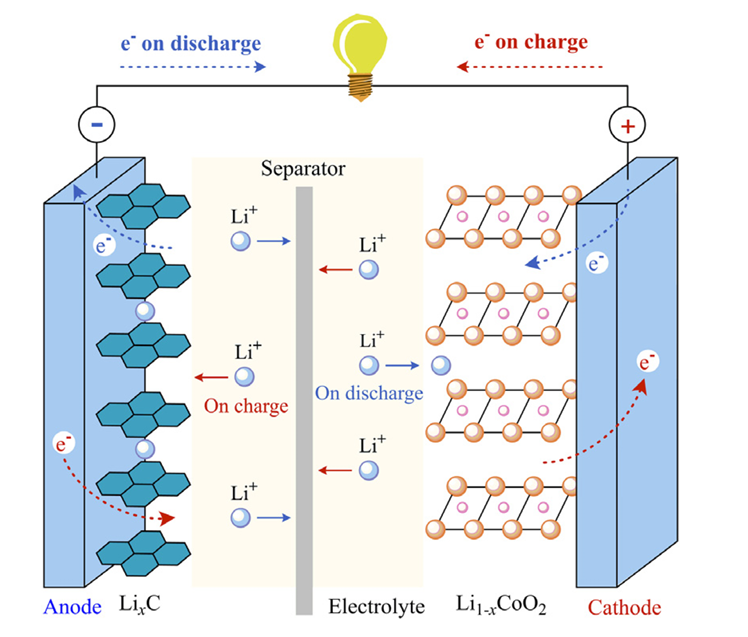 e⁻ on discharge
e⁻ on charge
-
+
Separator
Li⁺
Li⁺
e⁻
e⁻
Li⁺
Li⁺
e⁻
On charge
On discharge
e⁻
Li⁺
Li⁺
Anode
LiₓC
Electrolyte
Li₁₋ₓCoO₂
Cathode